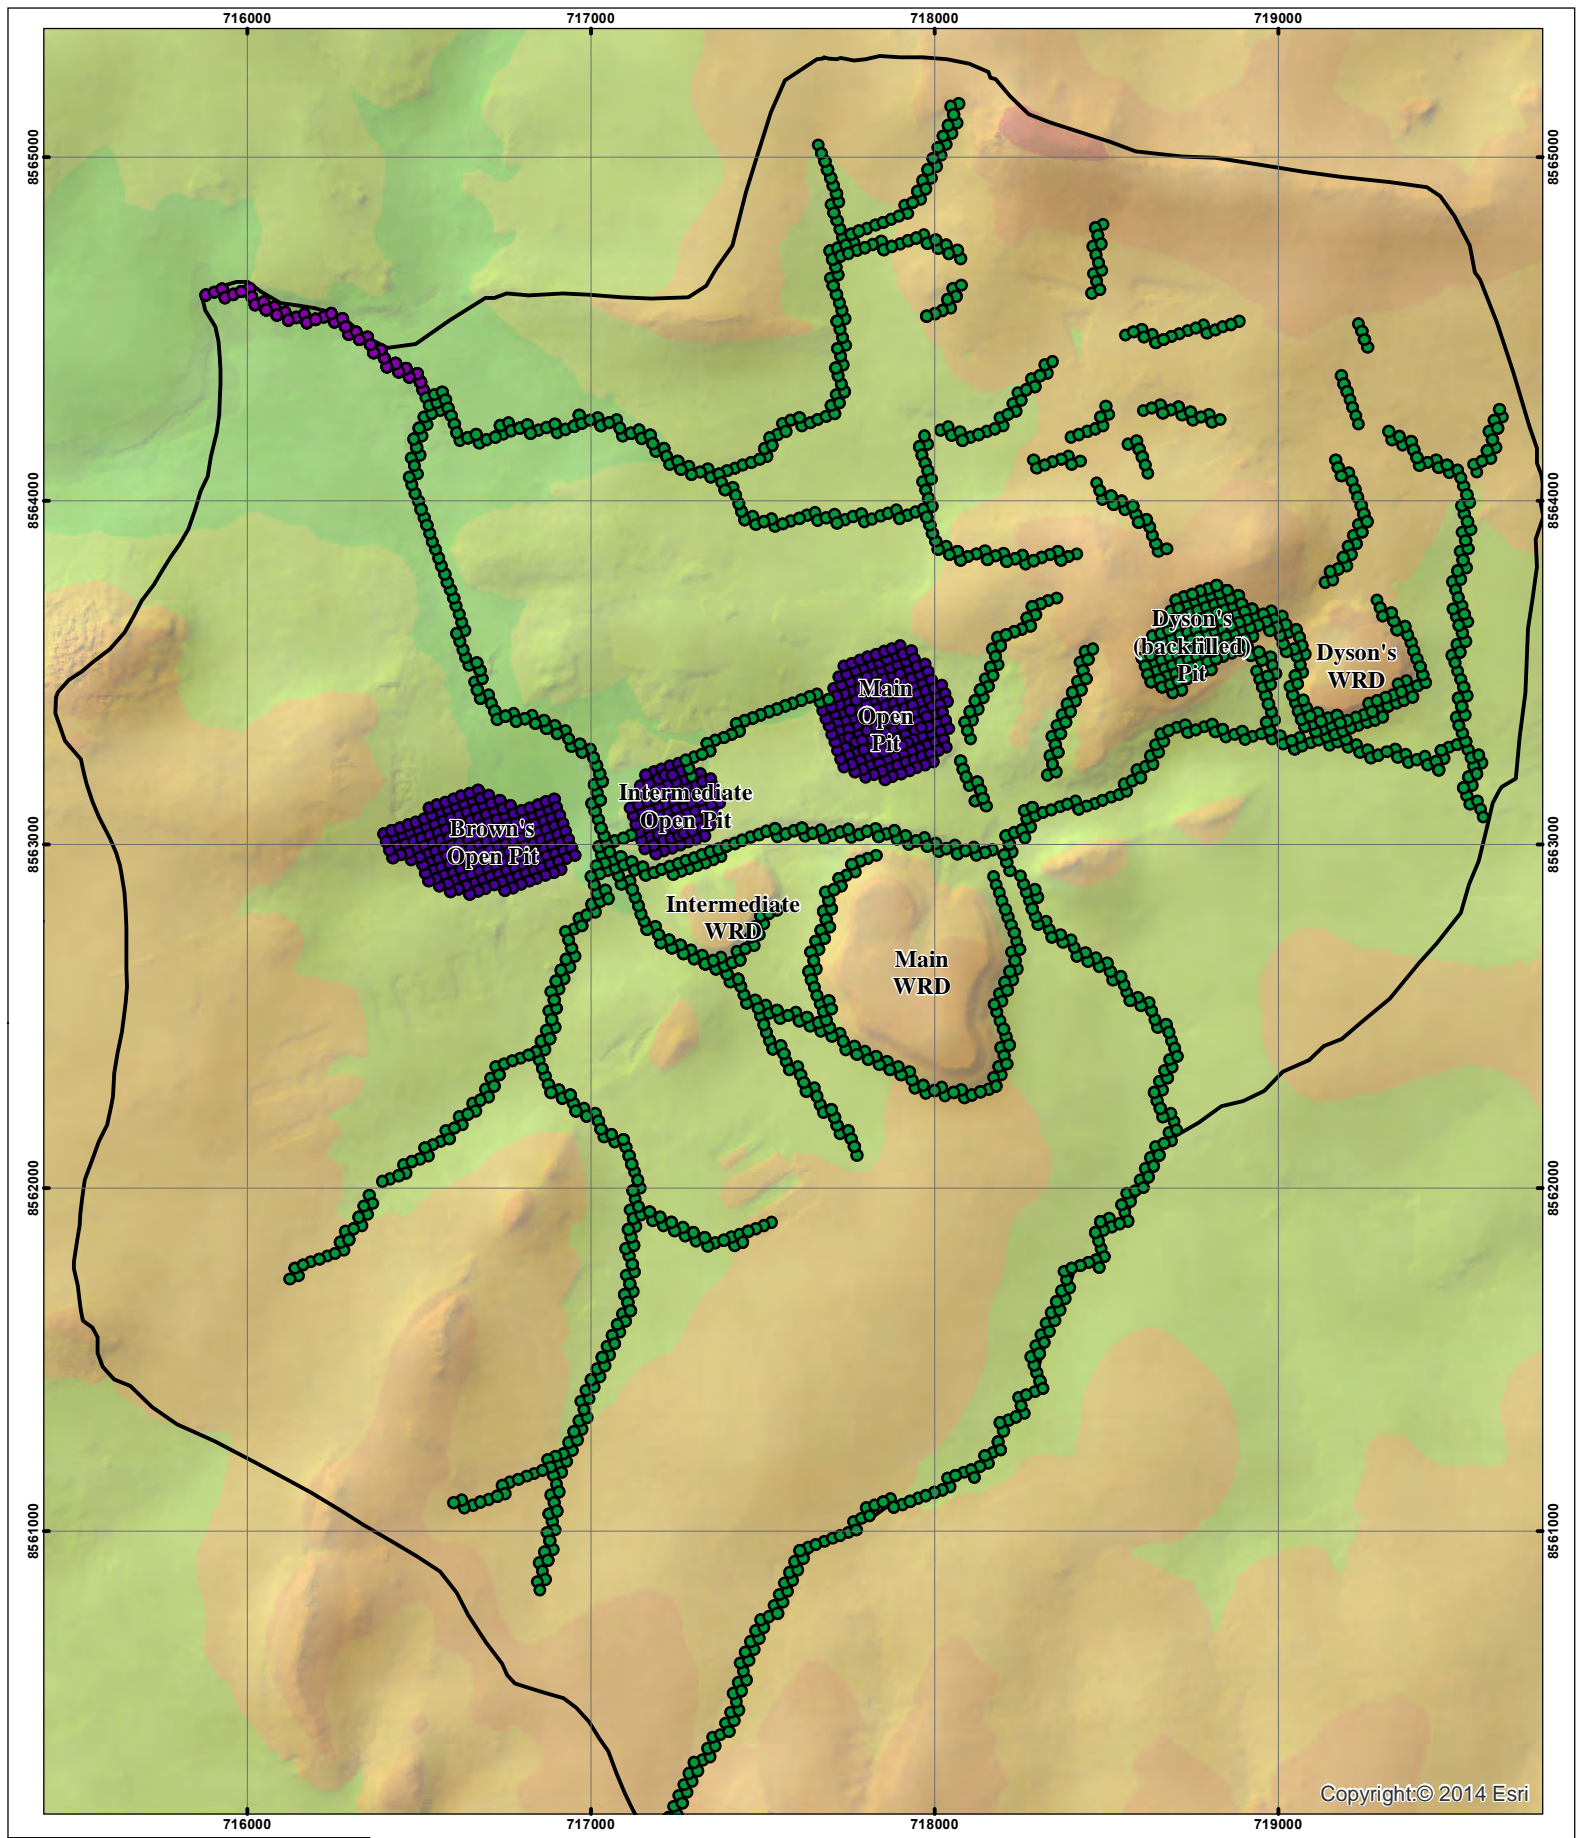 716000 717000 718000 719000
8565000 8565000
8564000 8564000
Dyson's
(backfilled)
Pit
Dyson's
WRD
Main
Open
Pit
Intermediate
Open Pit
Brown's
Open Pit
8563000 8563000
Intermediate
WRD
Main
WRD
8562000 8562000
8561000 8561000
Copyright:© 2014 Esri
716000 717000 718000 719000